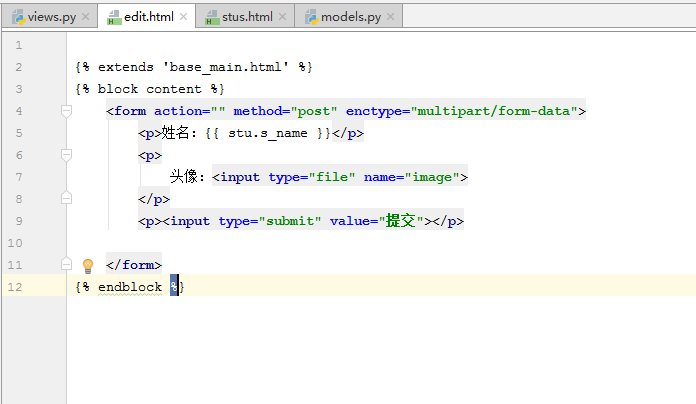 views.py edit.html stus.html models.py
1
2 {% extends 'base_main.html' %}
3 {% block content %}
4 <form action="" method="post" enctype="multipart/form-data">
5 <p>姓名：{{ stu.s_name }}</p>
6 <p>
7 头像：<input type="file" name="image">
8 </p>
9 <p><input type="submit" value="提交"></p>
10
11 </form>
12 {% endblock %}